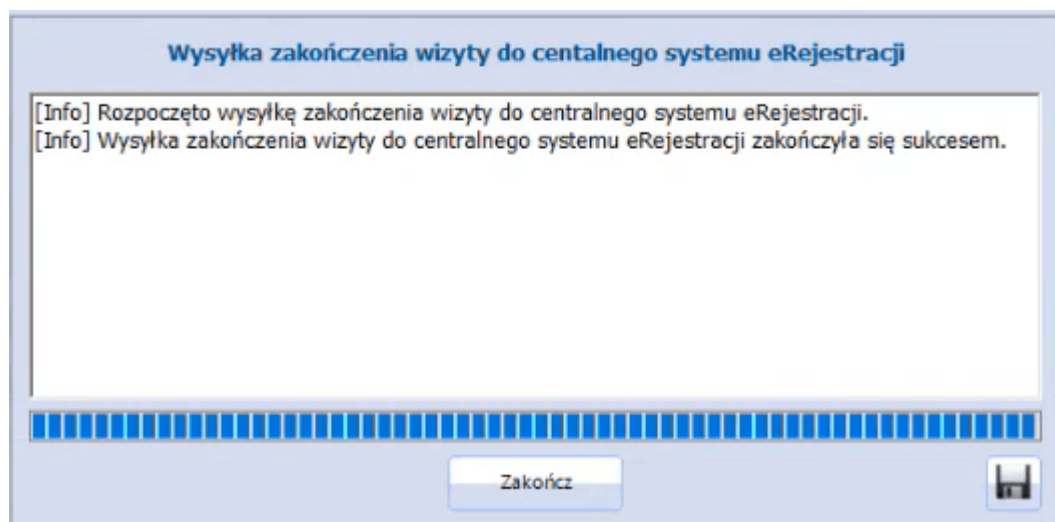 Wysyłka zakończenia wizyty do centalnego systemu eRejestracji
[Info] Rozpoczęto wysyłkę zakończenia wizyty do centralnego systemu eRejestracji.
[Info] Wysyłka zakończenia wizyty do centralnego systemu eRejestracji zakończyła się sukcesem.
Zakończ